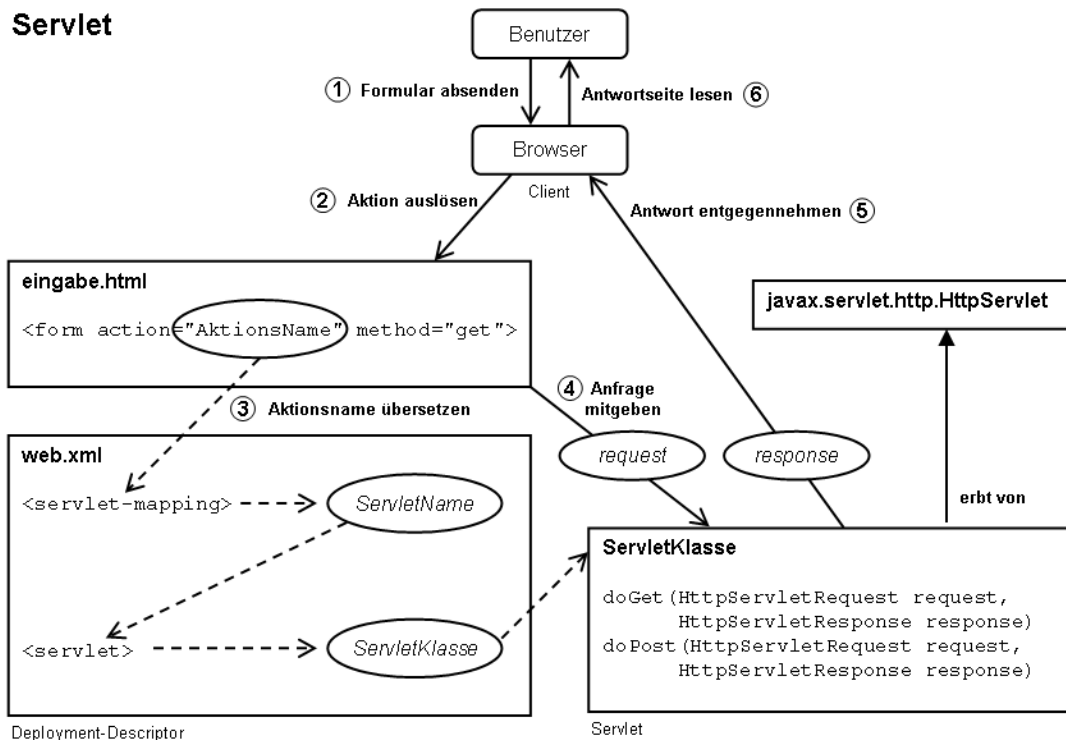 Servlet
Benutzer
1 Formular absenden
Antwortseite lesen 6
Browser
Client
2 Aktion auslösen
Antwort entgegennehmen 5
eingabe.html
<form action="AktionsName" method="get">
javax.servlet.http.HttpServlet
3 Aktionsname übersetzen
4 Anfrage
mitgeben
request
response
erbt von
web.xml
<servlet-mapping>
ServletName
<servlet>
ServletKlasse
Deployment-Descriptor
ServletKlasse
doGet(HttpServletRequest request,
HttpServletResponse response)
doPost(HttpServletRequest request,
HttpServletResponse response)
Servlet